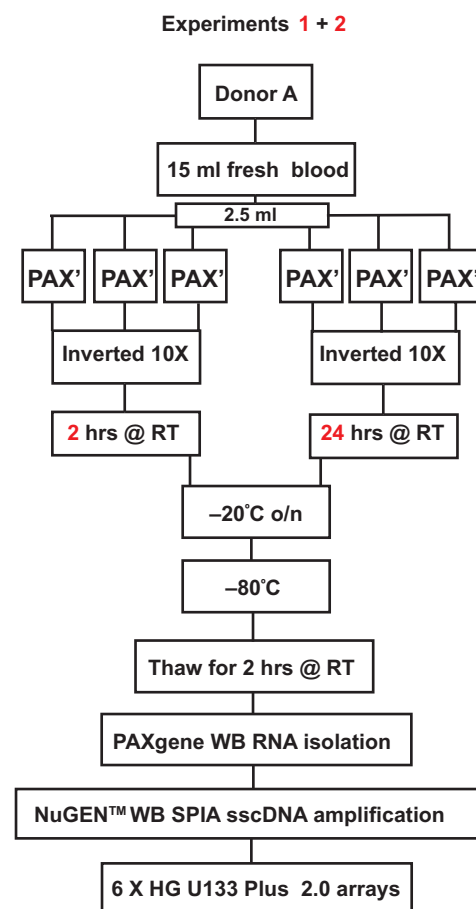 Experiments 1 + 2
Donor A
15 ml fresh blood
2.5 ml
PAX' PAX' PAX' PAX' PAX' PAX'
Inverted 10X Inverted 10X
2 hrs @ RT 24 hrs @ RT
–20°C o/n
–80°C
Thaw for 2 hrs @ RT
PAXgene WB RNA isolation
NuGEN™ WB SPIA sscDNA amplification
6 X HG U133 Plus 2.0 arrays